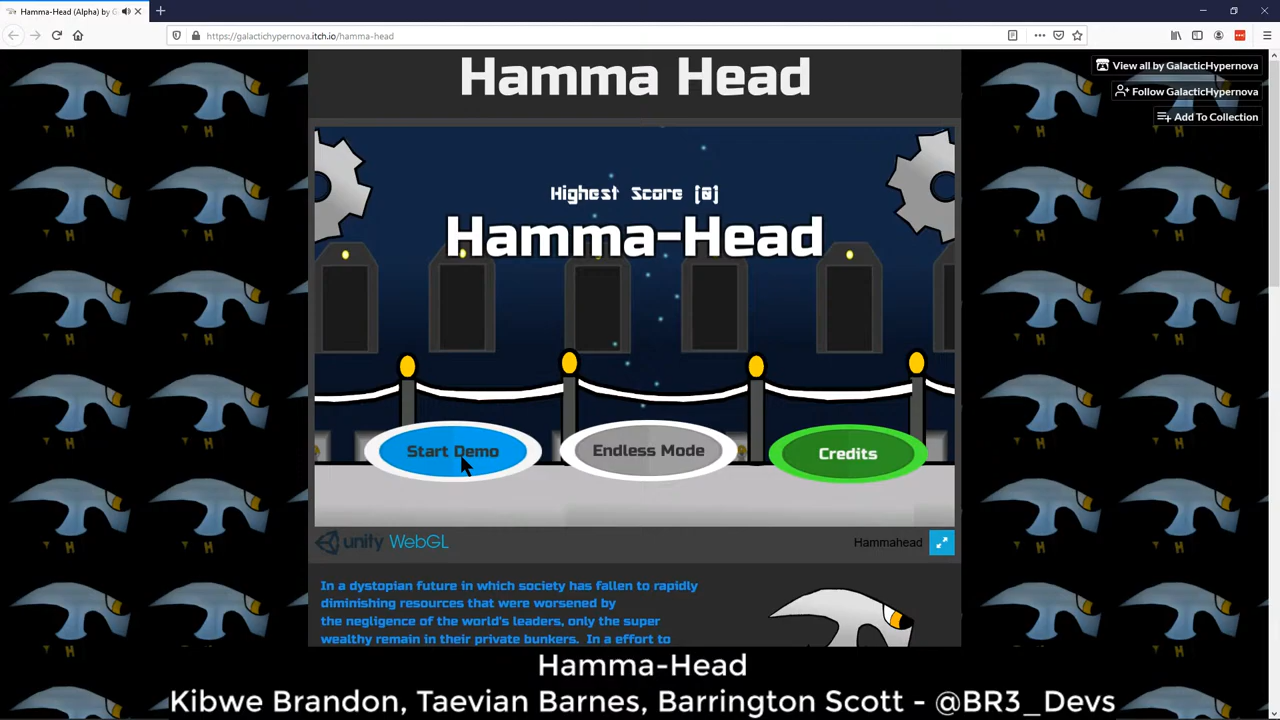 Hamma-Head (Alpha) by G
https://galactichypernova.itch.io/hamma-head
View all by GalacticHypernova
Follow GalacticHypernova
Add To Collection
Hamma Head
Highest Score [0]
Hamma-Head
Start Demo
Endless Mode
Credits
unity WebGL
Hammahead
In a dystopian future in which society has fallen to rapidly
diminishing resources that were worsened by
the negligence of the world's leaders, only the super
wealthy remain in their private bunkers. In a effort to
Hamma-Head
Kibwe Brandon, Taevian Barnes, Barrington Scott - @BR3_Devs